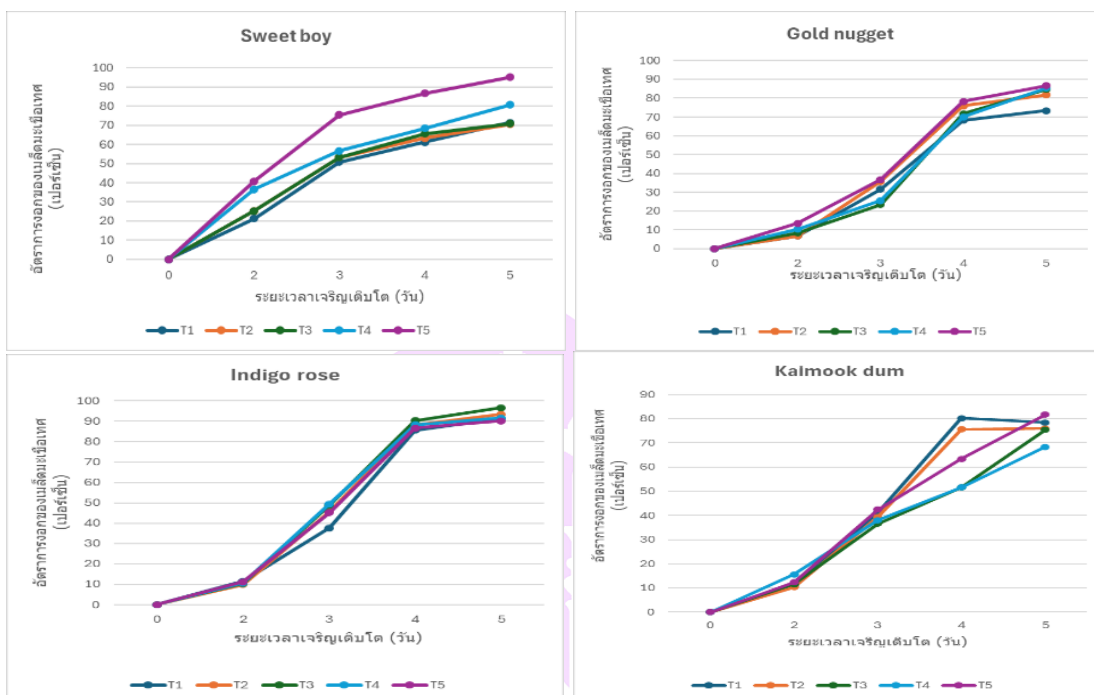 Sweet boy
อัตราการงอกของเมล็ดมะเขือเทศ
(เปอร์เซ็น)
100
90
80
70
60
50
40
30
20
10
0
0 2 3 4 5
ระยะเวลาเจริญเติบโต (วัน)
T1 T2 T3 T4 T5
Gold nugget
อัตราการงอกของเมล็ดมะเขือเทศ
(เปอร์เซ็น)
100
90
80
70
60
50
40
30
20
10
0
0 2 3 4 5
ระยะเวลาเจริญเติบโต (วัน)
T1 T2 T3 T4 T5
Indigo rose
อัตราการงอกของเมล็ดมะเขือเทศ
(เปอร์เซ็น)
100
90
80
70
60
50
40
30
20
10
0
0 2 3 4 5
ระยะเวลาเจริญเติบโต (วัน)
T1 T2 T3 T4 T5
Kalmook dum
อัตราการงอกของเมล็ดมะเขือเทศ
(เปอร์เซ็น)
90
80
70
60
50
40
30
20
10
0
0 2 3 4 5
ระยะเวลาเจริญเติบโต (วัน)
T1 T2 T3 T4 T5